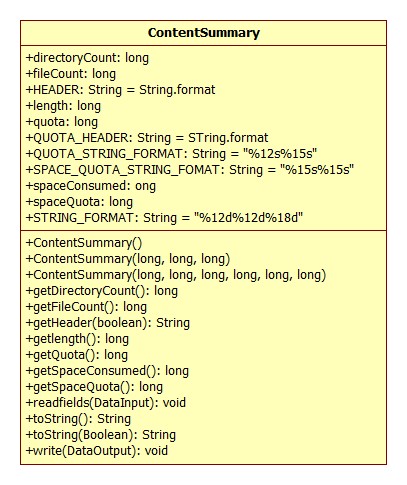 ContentSummary
+directoryCount: long
+fileCount: long
+HEADER: String = String.format
+length: long
+quota: long
+QUOTA_HEADER: String = STring.format
+QUOTA_STRING_FORMAT: String = "%12s%15s"
+SPACE_QUOTA_STRING_FOMAT: String = "%15s%15s"
+spaceConsumed: ong
+spaceQuota: long
+STRING_FORMAT: String = "%12d%12d%18d"
+ContentSummary()
+ContentSummary(long, long, long)
+ContentSummary(long, long, long, long, long, long)
+getDirectoryCount(): long
+getFileCount(): long
+getHeader(boolean): String
+getlength(): long
+getQuota(): long
+getSpaceConsumed(): long
+getSpaceQuota(): long
+readfields(DataInput): void
+toString(): String
+toString(Boolean): String
+write(DataOutput): void